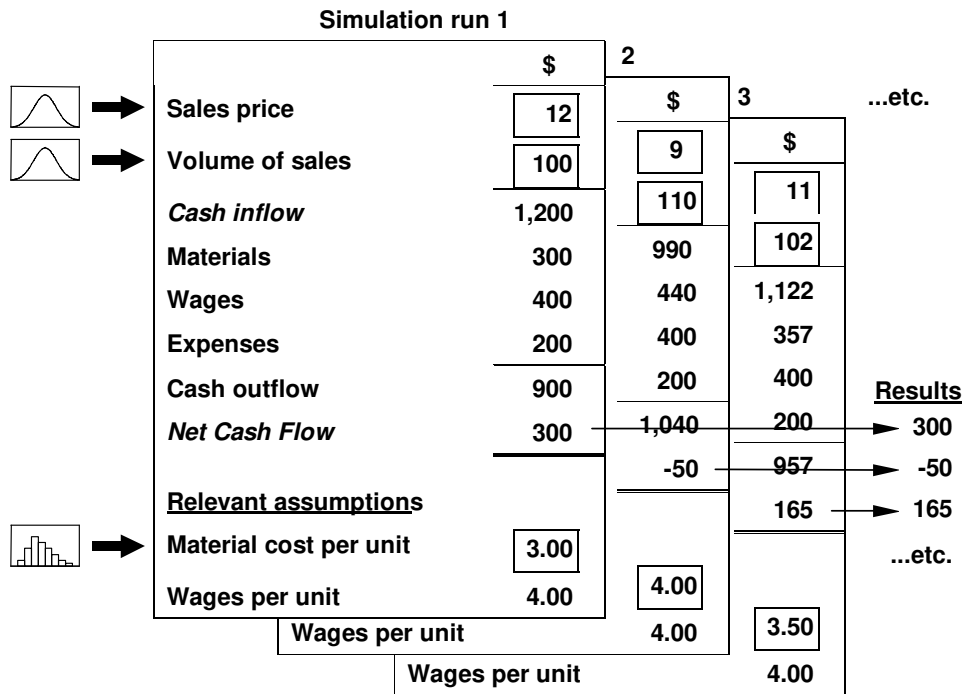 Simulation run 1
$
Sales price 12
Volume of sales 100
Cash inflow 1,200
Materials 300
Wages 400
Expenses 200
Cash outflow 900
Net Cash Flow 300
Relevant assumptions
Material cost per unit 3.00
Wages per unit 4.00
2
$
9
110
990
440
400
200
1,040
-50
4.00
Wages per unit 4.00
3
$
11
102
1,122
357
400
200
957
165
3.50
Wages per unit 4.00
...etc.
Results
300
-50
165
...etc.